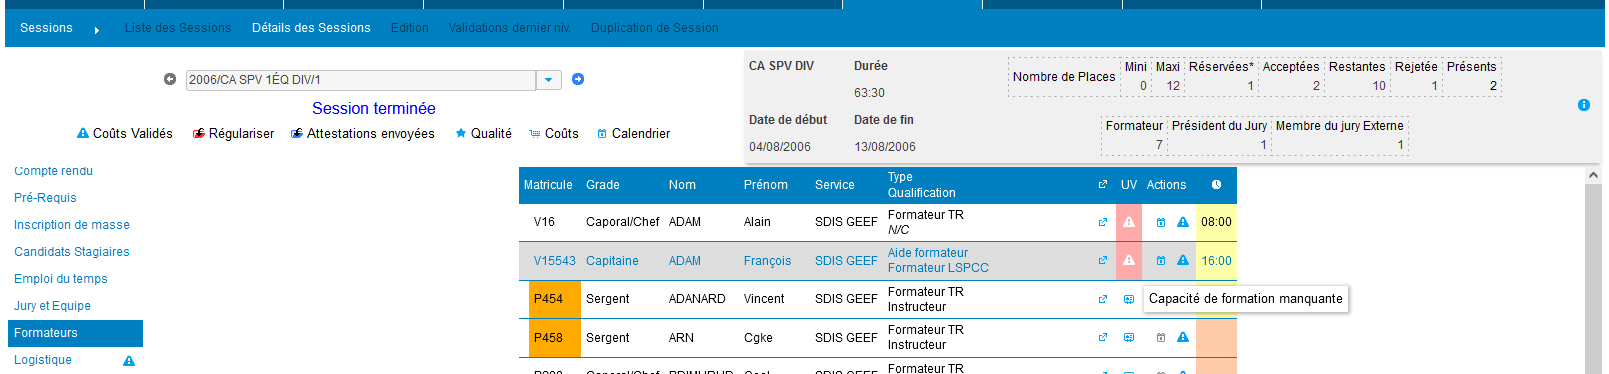 Sessions Liste des Sessions Détails des Sessions Edition Validations dernier niv. Duplication de Session
2006/CA SPV 1ÉQ DIV/1
Session terminée
Coûts Validés Régulariser Attestations envoyées Qualité Coûts Calendrier
CA SPV DIV Durée
63:30
Date de début Date de fin
04/08/2006 13/08/2006
Nombre de Places Mini Maxi Réservées* Acceptées Restantes Rejetée Présents
0 12 1 2 10 1 2
Formateur Président du Jury Membre du jury Externe
7 1 1
Compte rendu
Pré-Requis
Inscription de masse
Candidats Stagiaires
Emploi du temps
Jury et Equipe
Formateurs
Logistique
Matricule Grade Nom Prénom Service Type Qualification UV Actions
V16 Caporal/Chef ADAM Alain SDIS GEEF Formateur TR N/C 08:00
V15543 Capitaine ADAM François SDIS GEEF Aide formateur Formateur LSPCC 16:00
P454 Sergent ADANARD Vincent SDIS GEEF Formateur TR Instructeur
Capacité de formation manquante
P458 Sergent ARN Cgke SDIS GEEF Formateur TR Instructeur
Formateur TR